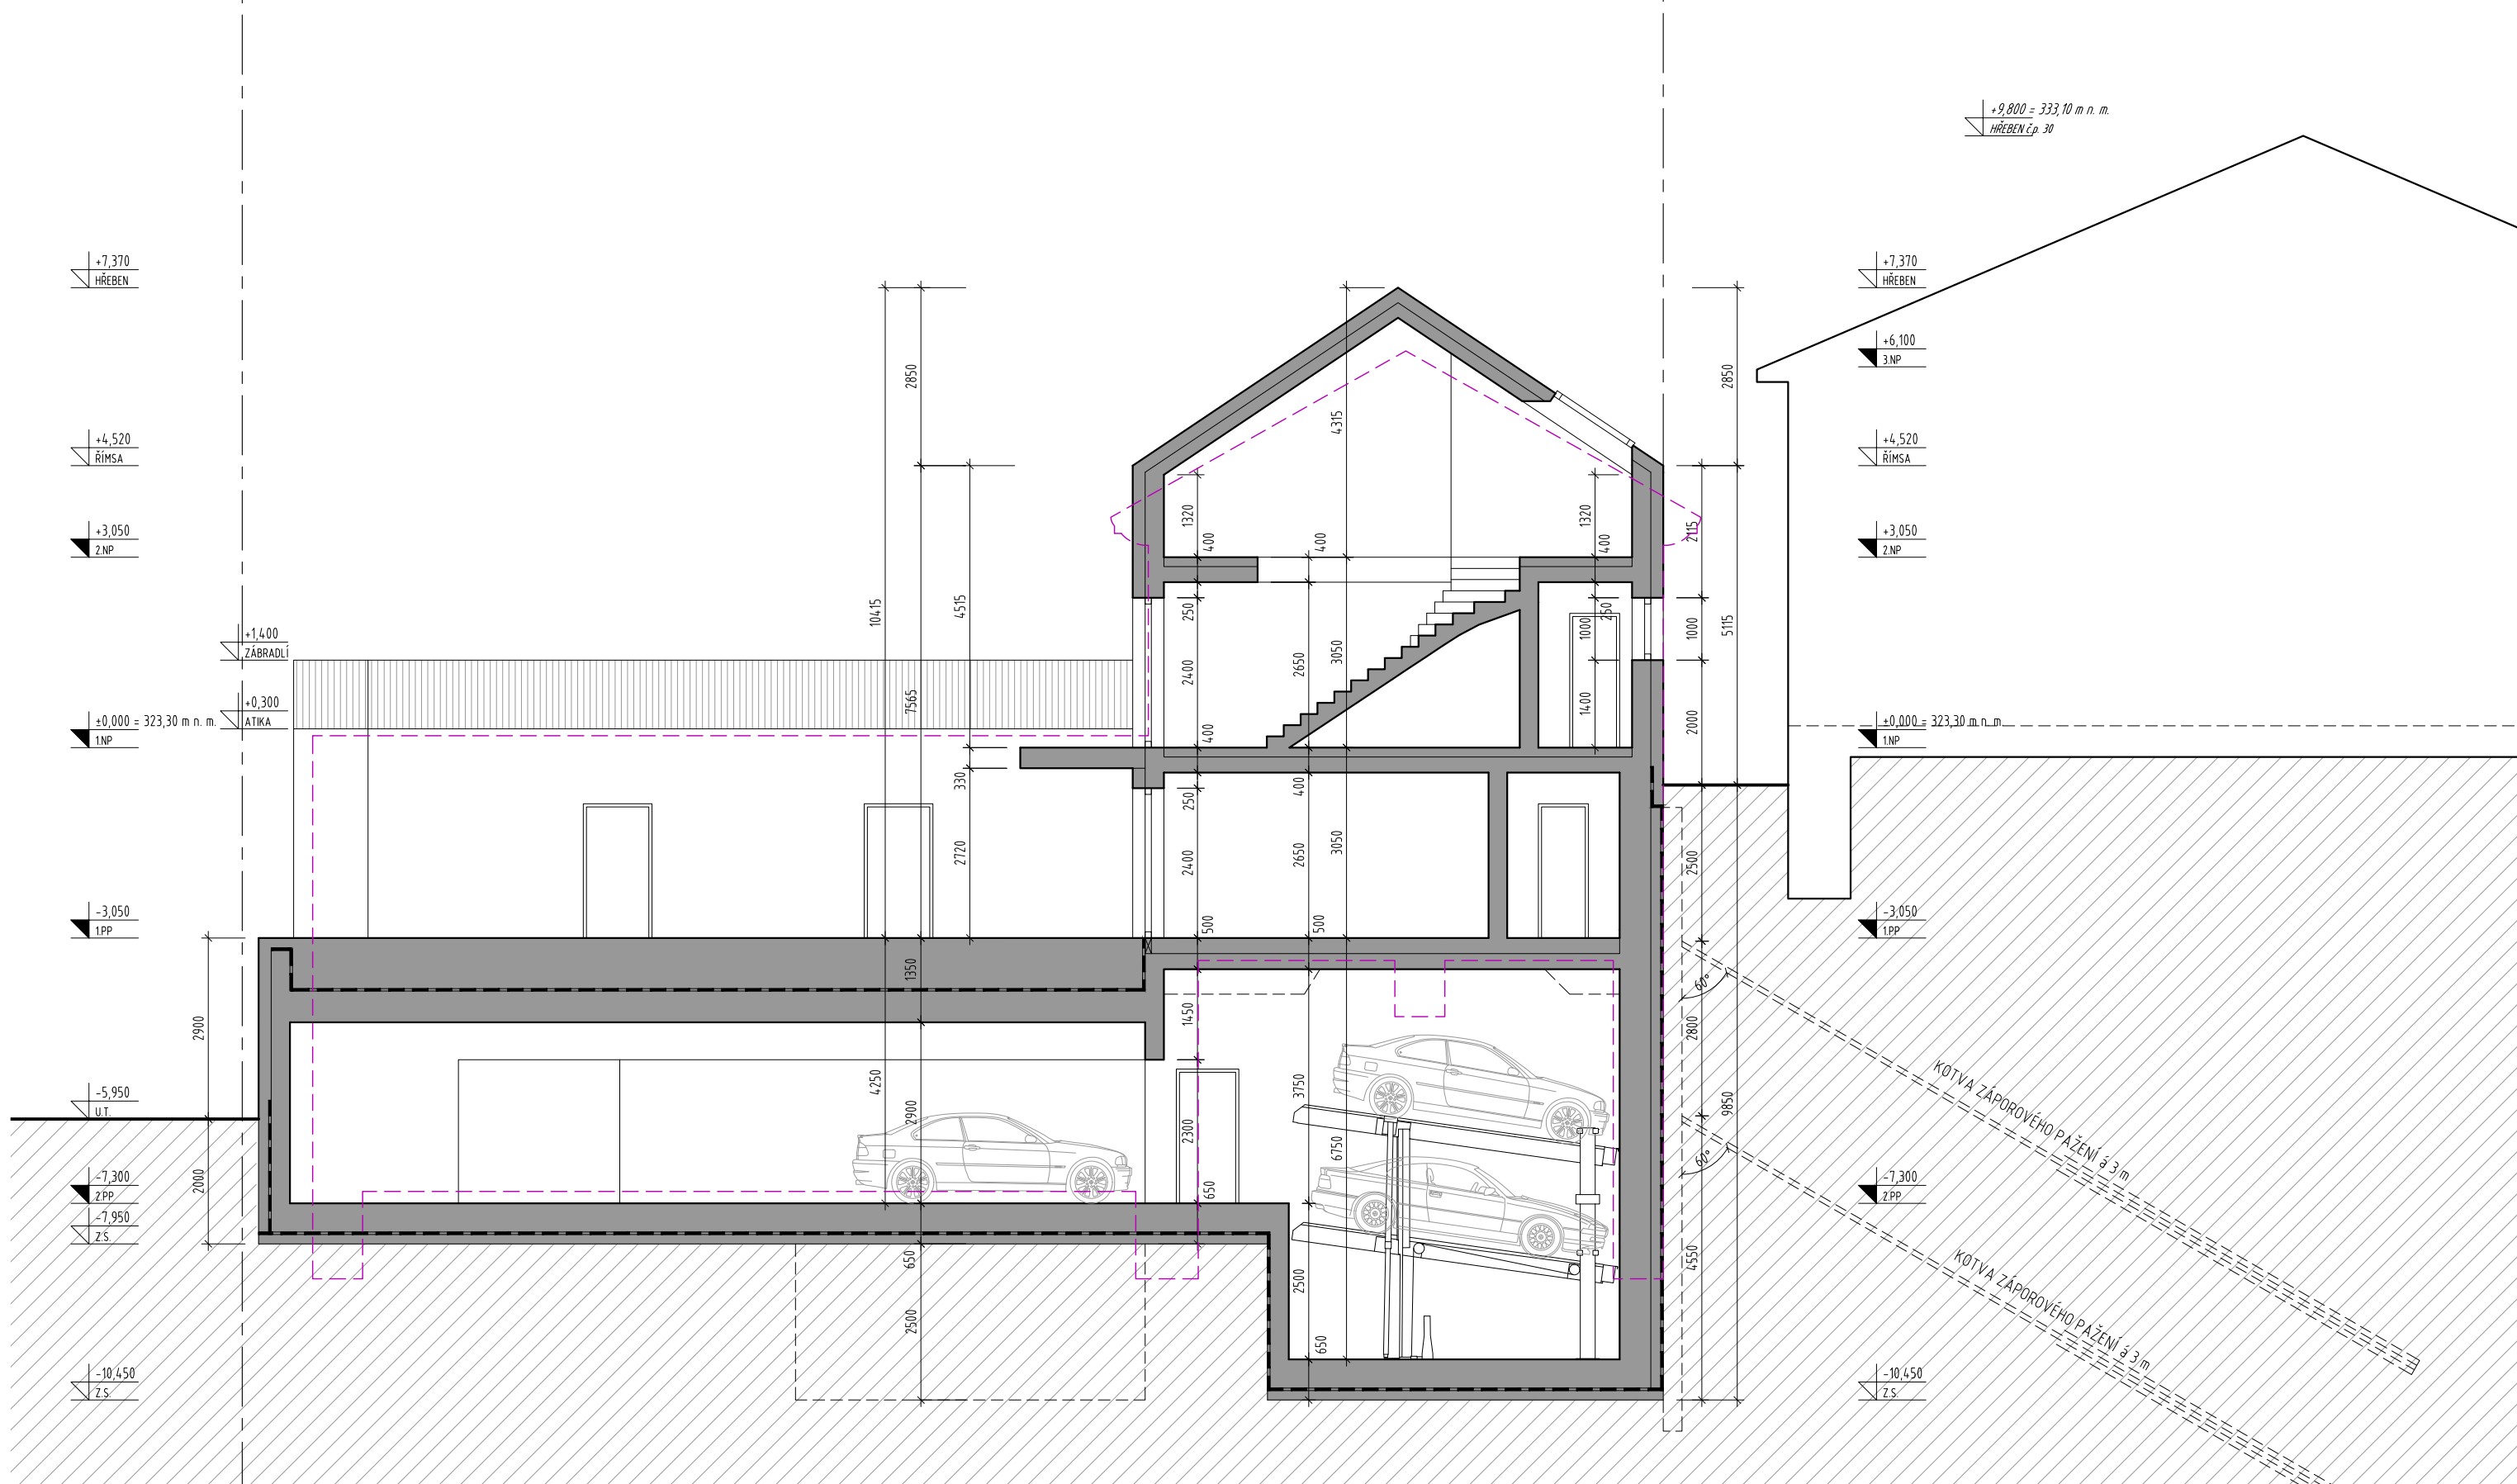 +9,800 = 333,10 m n. m.
HŘEBEN č.p. 30
+7,370
HŘEBEN
+4,520
ŘÍMSA
+3,050
2.NP
+1,400
ZÁBRADLÍ
+0,300
ATIKA
±0,000 = 323,30 m n. m.
1.NP
-3,050
1.PP
-5,950
U.T.
-7,300
2.PP
-7,950
Z.S.
-10,450
Z.S.
2900
2000
10415
4250
2850
7565
1350
2900
650
2500
4515
330
2720
1320
400
250
2400
400
250
2400
500
1450
2300
650
400
2650
400
2650
500
3750
2500
650
4315
3050
3050
6750
1320
400
250
1000
1400
2115
1000
2000
2500
2800
4550
2850
5115
9850
60°
60°
KOTVA ZÁPOROVÉHO PAŽENÍ á 3 m
KOTVA ZÁPOROVÉHO PAŽENÍ á 3 m
+7,370
HŘEBEN
+6,100
3.NP
+4,520
ŘÍMSA
+3,050
2.NP
±0,000 = 323,30 m n. m.
1.NP
-3,050
1.PP
-7,300
2.PP
-10,450
Z.S.